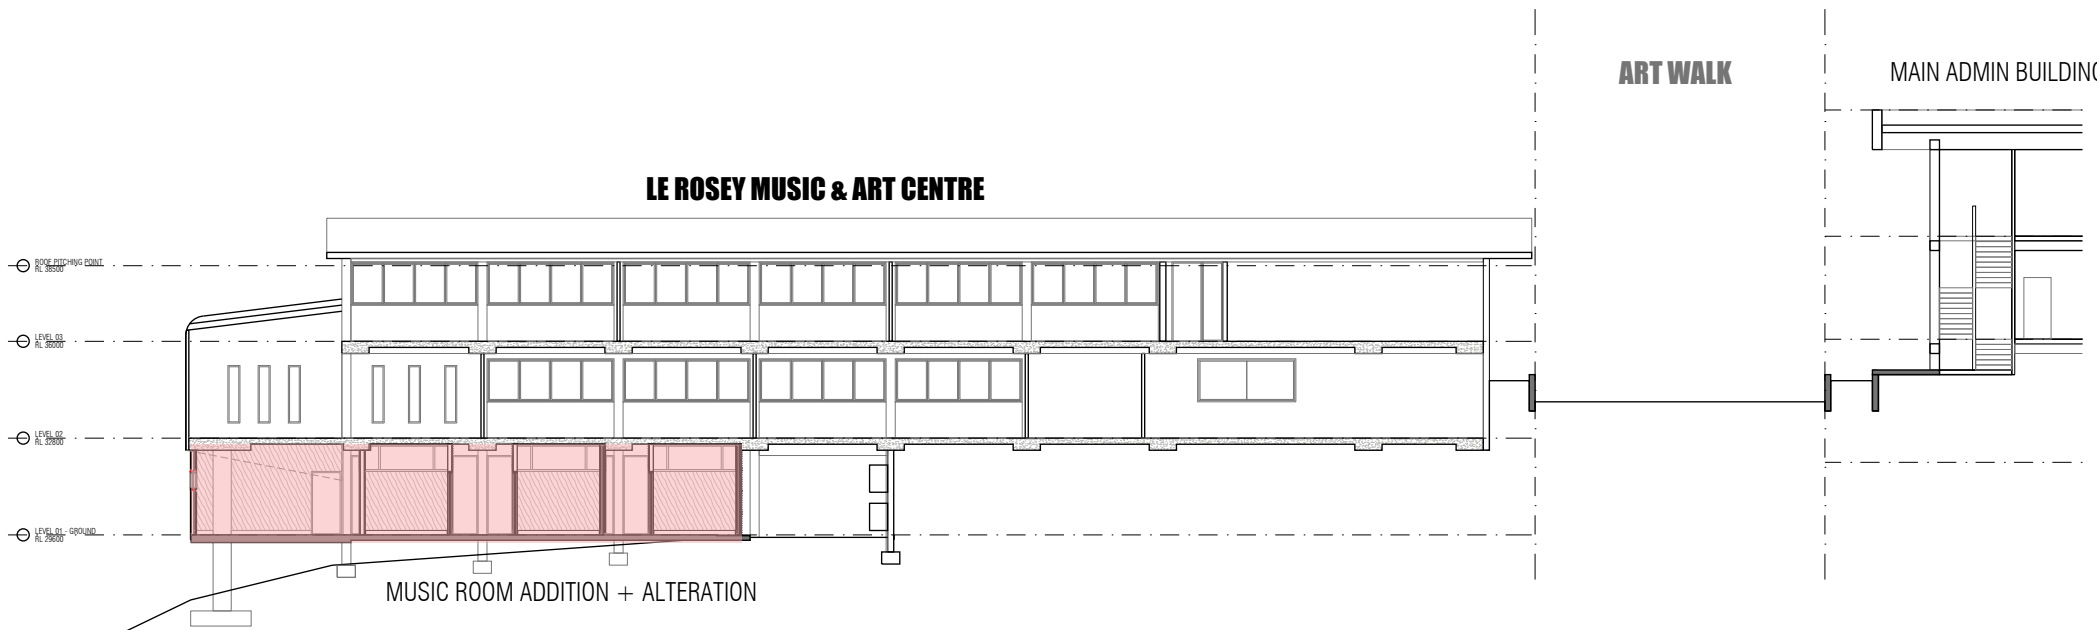 ART WALK
MAIN ADMIN BUILDING
LE ROSEY MUSIC & ART CENTRE
ROOF PITCHING POINT
RL 38500
LEVEL 03
RL 36000
LEVEL 02
RL 32800
LEVEL 01 - GROUND
RL 29600
MUSIC ROOM ADDITION + ALTERATION